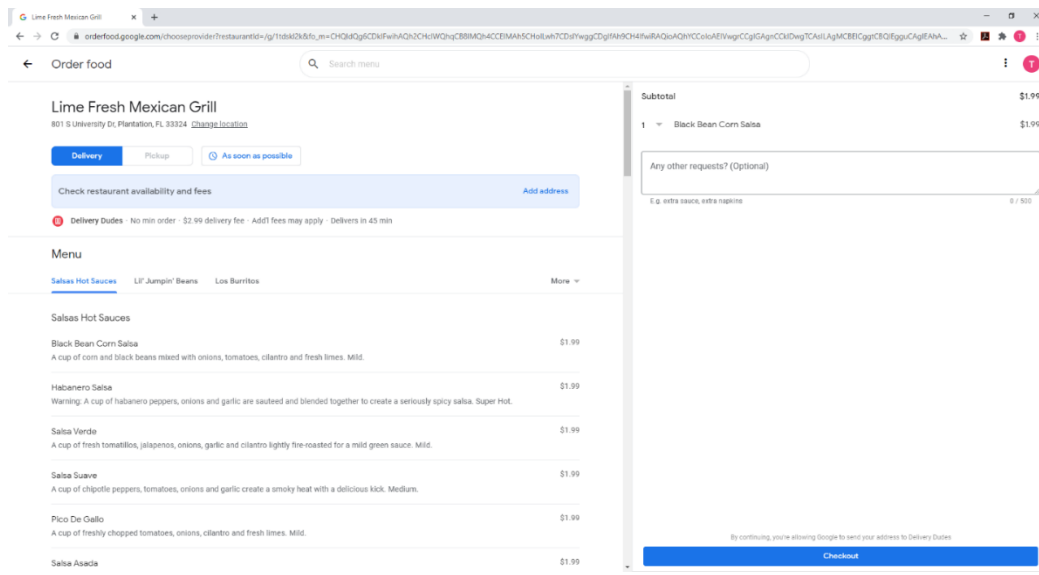 Lime Fresh Mexican Grill
Order food
Search menu
T
Lime Fresh Mexican Grill
801 S University Dr, Plantation, FL 33324 Change location
Delivery Pickup As soon as possible
Check restaurant availability and fees Add address
Delivery Dudes · No min order · $2.99 delivery fee · Add'l fees may apply · Delivers in 45 min
Menu
Salsas Hot Sauces Lil' Jumpin' Beans Los Burritos More
Salsas Hot Sauces
Black Bean Corn Salsa $1.99
A cup of corn and black beans mixed with onions, tomatoes, cilantro and fresh limes. Mild.
Habanero Salsa $1.99
Warning: A cup of habanero peppers, onions and garlic are sauteed and blended together to create a seriously spicy salsa. Super Hot.
Salsa Verde $1.99
A cup of fresh tomatillos, jalapenos, onions, garlic and cilantro lightly fire-roasted for a mild green sauce. Mild.
Salsa Suave $1.99
A cup of chipotle peppers, tomatoes, onions and garlic create a smoky heat with a delicious kick. Medium.
Pico De Gallo $1.99
A cup of freshly chopped tomatoes, onions, cilantro and fresh limes. Mild.
Salsa Asada $1.99
Subtotal $1.99
1 Black Bean Corn Salsa $1.99
Any other requests? (Optional)
E.g. extra sauce, extra napkins 0 / 500
By continuing, you're allowing Google to send your address to Delivery Dudes
Checkout